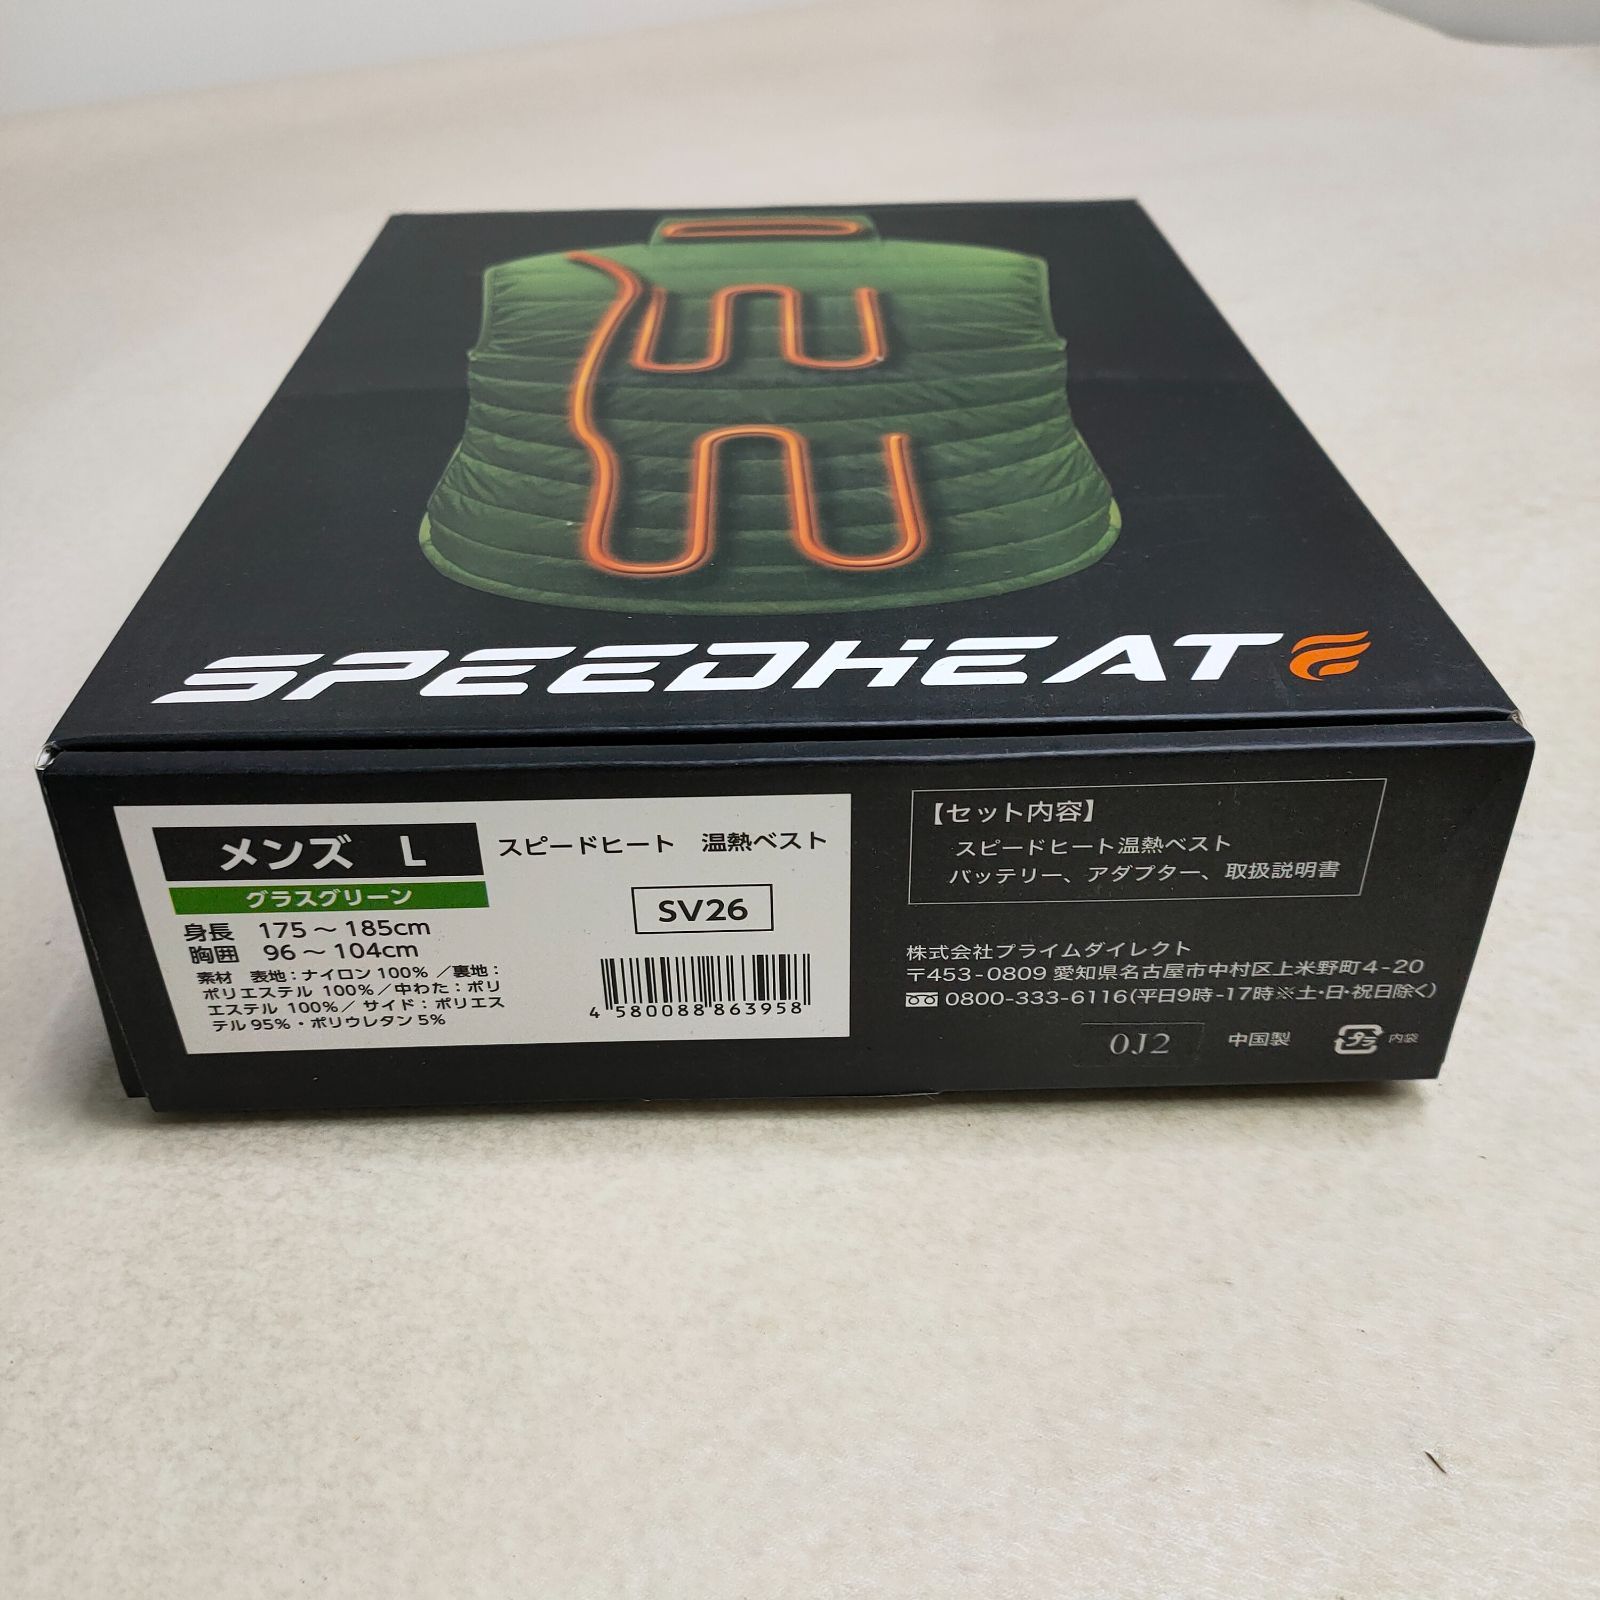 SPEEDHEAT
メンズ L
グラスグリーン
身長 175～185cm
胸囲 96～104cm
素材 表地：ナイロン100%／裏地：
ポリエステル 100%／中わた：ポリ
エステル 100%／サイド：ポリエス
テル95%・ポリウレタン5%
スピードヒート 温熱ベスト
SV26
4 580088 863958
【セット内容】
スピードヒート温熱ベスト
バッテリー、アダプター、取扱説明書
株式会社プライムダイレクト
〒453-0809 愛知県名古屋市中村区上米野町4-20
0800-333-6116(平日9時-17時※土・日・祝日除く)
0J2 中国製 プラ 内袋